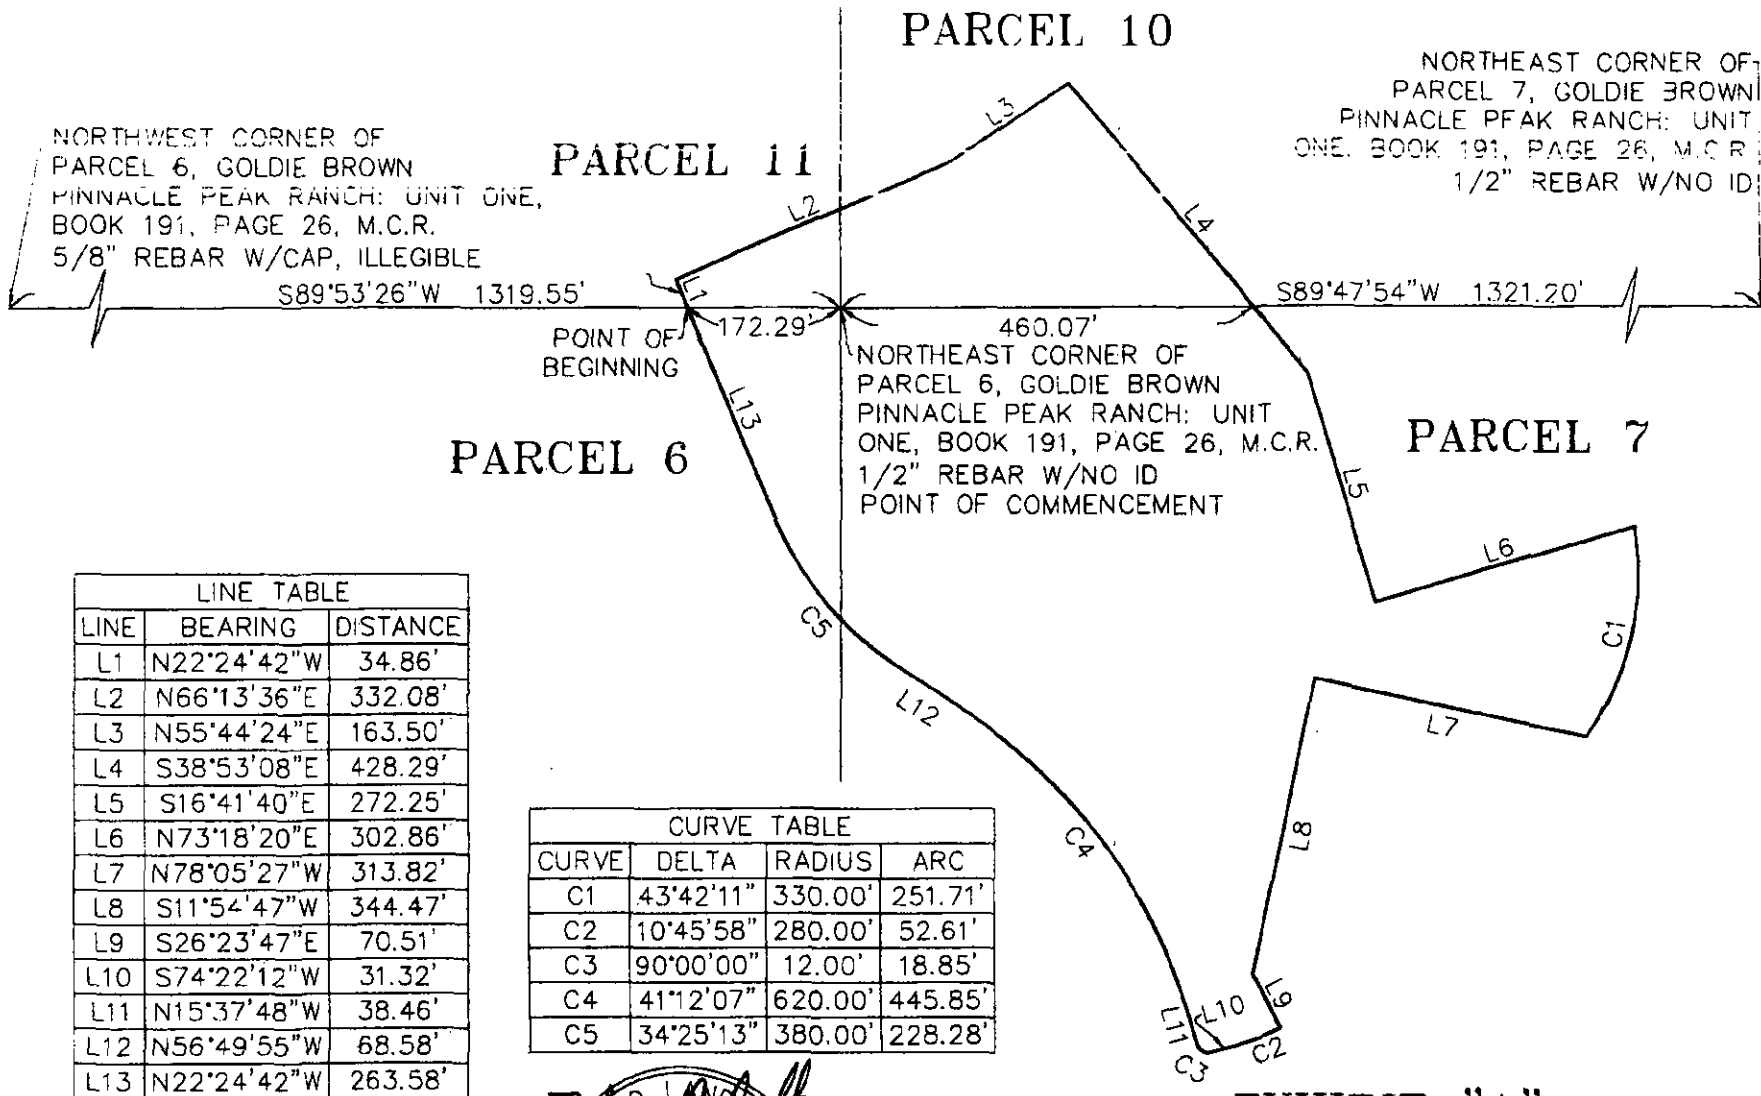 PARCEL 10
NORTHEAST CORNER OF
PARCEL 7, GOLDIE BROWN
PINNACLE PEAK RANCH: UNIT
ONE, BOOK 191, PAGE 26, M.C.R.
1/2" REBAR W/NO ID
NORTHWEST CORNER OF
PARCEL 6, GOLDIE BROWN
PINNACLE PEAK RANCH: UNIT ONE,
BOOK 191, PAGE 26, M.C.R.
5/8" REBAR W/CAP, ILLEGIBLE
PARCEL 11
L3
L2
L4
L1
S89°53'26"W 1319.55'
S89°47'54"W 1321.20'
172.29'
460.07'
POINT OF
BEGINNING
NORTHEAST CORNER OF
PARCEL 6, GOLDIE BROWN
PINNACLE PEAK RANCH: UNIT
ONE, BOOK 191, PAGE 26, M.C.R.
1/2" REBAR W/NO ID
POINT OF COMMENCEMENT
L13
PARCEL 6
PARCEL 7
L5
L6
C1
C5
L12
L7
L8
C4
LINE TABLE
LINE BEARING DISTANCE
L1 N22°24'42"W 34.86'
L2 N66°13'36"E 332.08'
L3 N55°44'24"E 163.50'
L4 S38°53'08"E 428.29'
L5 S16°41'40"E 272.25'
L6 N73°18'20"E 302.86'
L7 N78°05'27"W 313.82'
L8 S11°54'47"W 344.47'
L9 S26°23'47"E 70.51'
L10 S74°22'12"W 31.32'
L11 N15°37'48"W 38.46'
L12 N56°49'55"W 68.58'
L13 N22°24'42"W 263.58'
CURVE TABLE
CURVE DELTA RADIUS ARC
C1 43°42'11" 330.00' 251.71'
C2 10°45'58" 280.00' 52.61'
C3 90°00'00" 12.00' 18.85'
C4 41°12'07" 620.00' 445.85'
C5 34°25'13" 380.00' 228.28'
L10
L9
L11
C2
C3